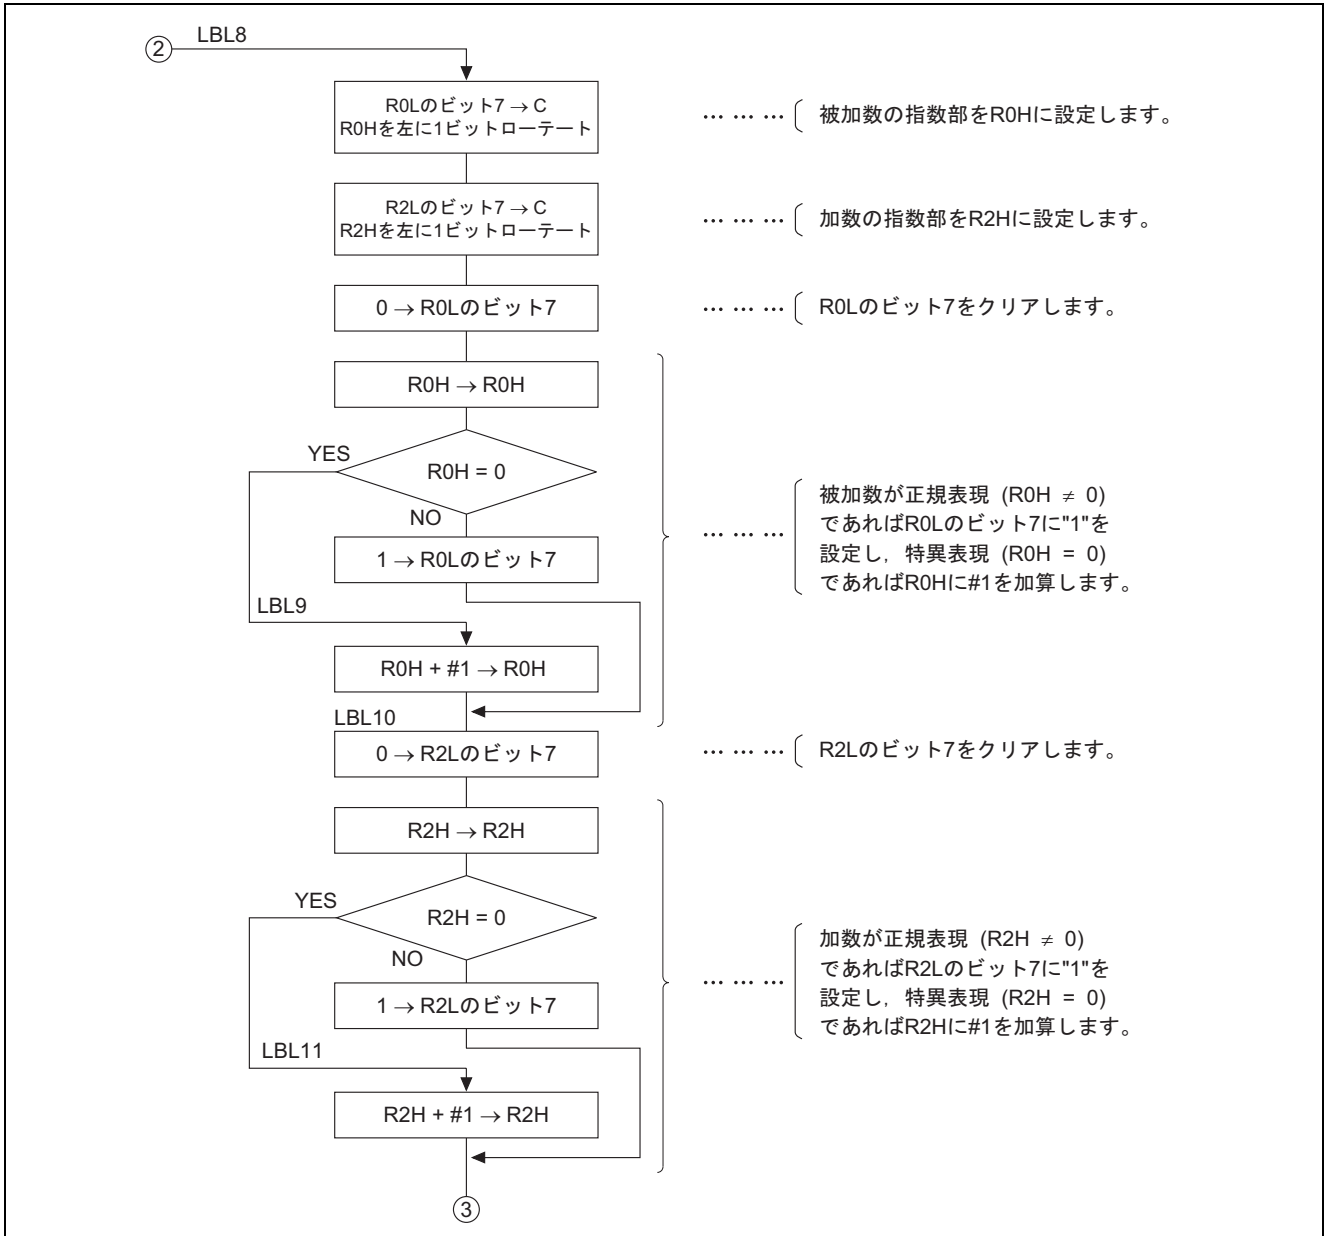 ② LBL8
R0Lのビット7 → C
R0Hを左に1ビットローテート
… … … 被加数の指数部をR0Hに設定します。
R2Lのビット7 → C
R2Hを左に1ビットローテート
… … … 加数の指数部をR2Hに設定します。
0 → R0Lのビット7
… … … R0Lのビット7をクリアします。
R0H → R0H
YES
R0H = 0
NO
1 → R0Lのビット7
LBL9
R0H + #1 → R0H
… … … 被加数が正規表現 (R0H ≠ 0)
であればR0Lのビット7に"1"を
設定し，特異表現 (R0H = 0)
であればR0Hに#1を加算します。
LBL10
0 → R2Lのビット7
… … … R2Lのビット7をクリアします。
R2H → R2H
YES
R2H = 0
NO
1 → R2Lのビット7
LBL11
R2H + #1 → R2H
… … … 加数が正規表現 (R2H ≠ 0)
であればR2Lのビット7に"1"を
設定し，特異表現 (R2H = 0)
であればR2Hに#1を加算します。
③